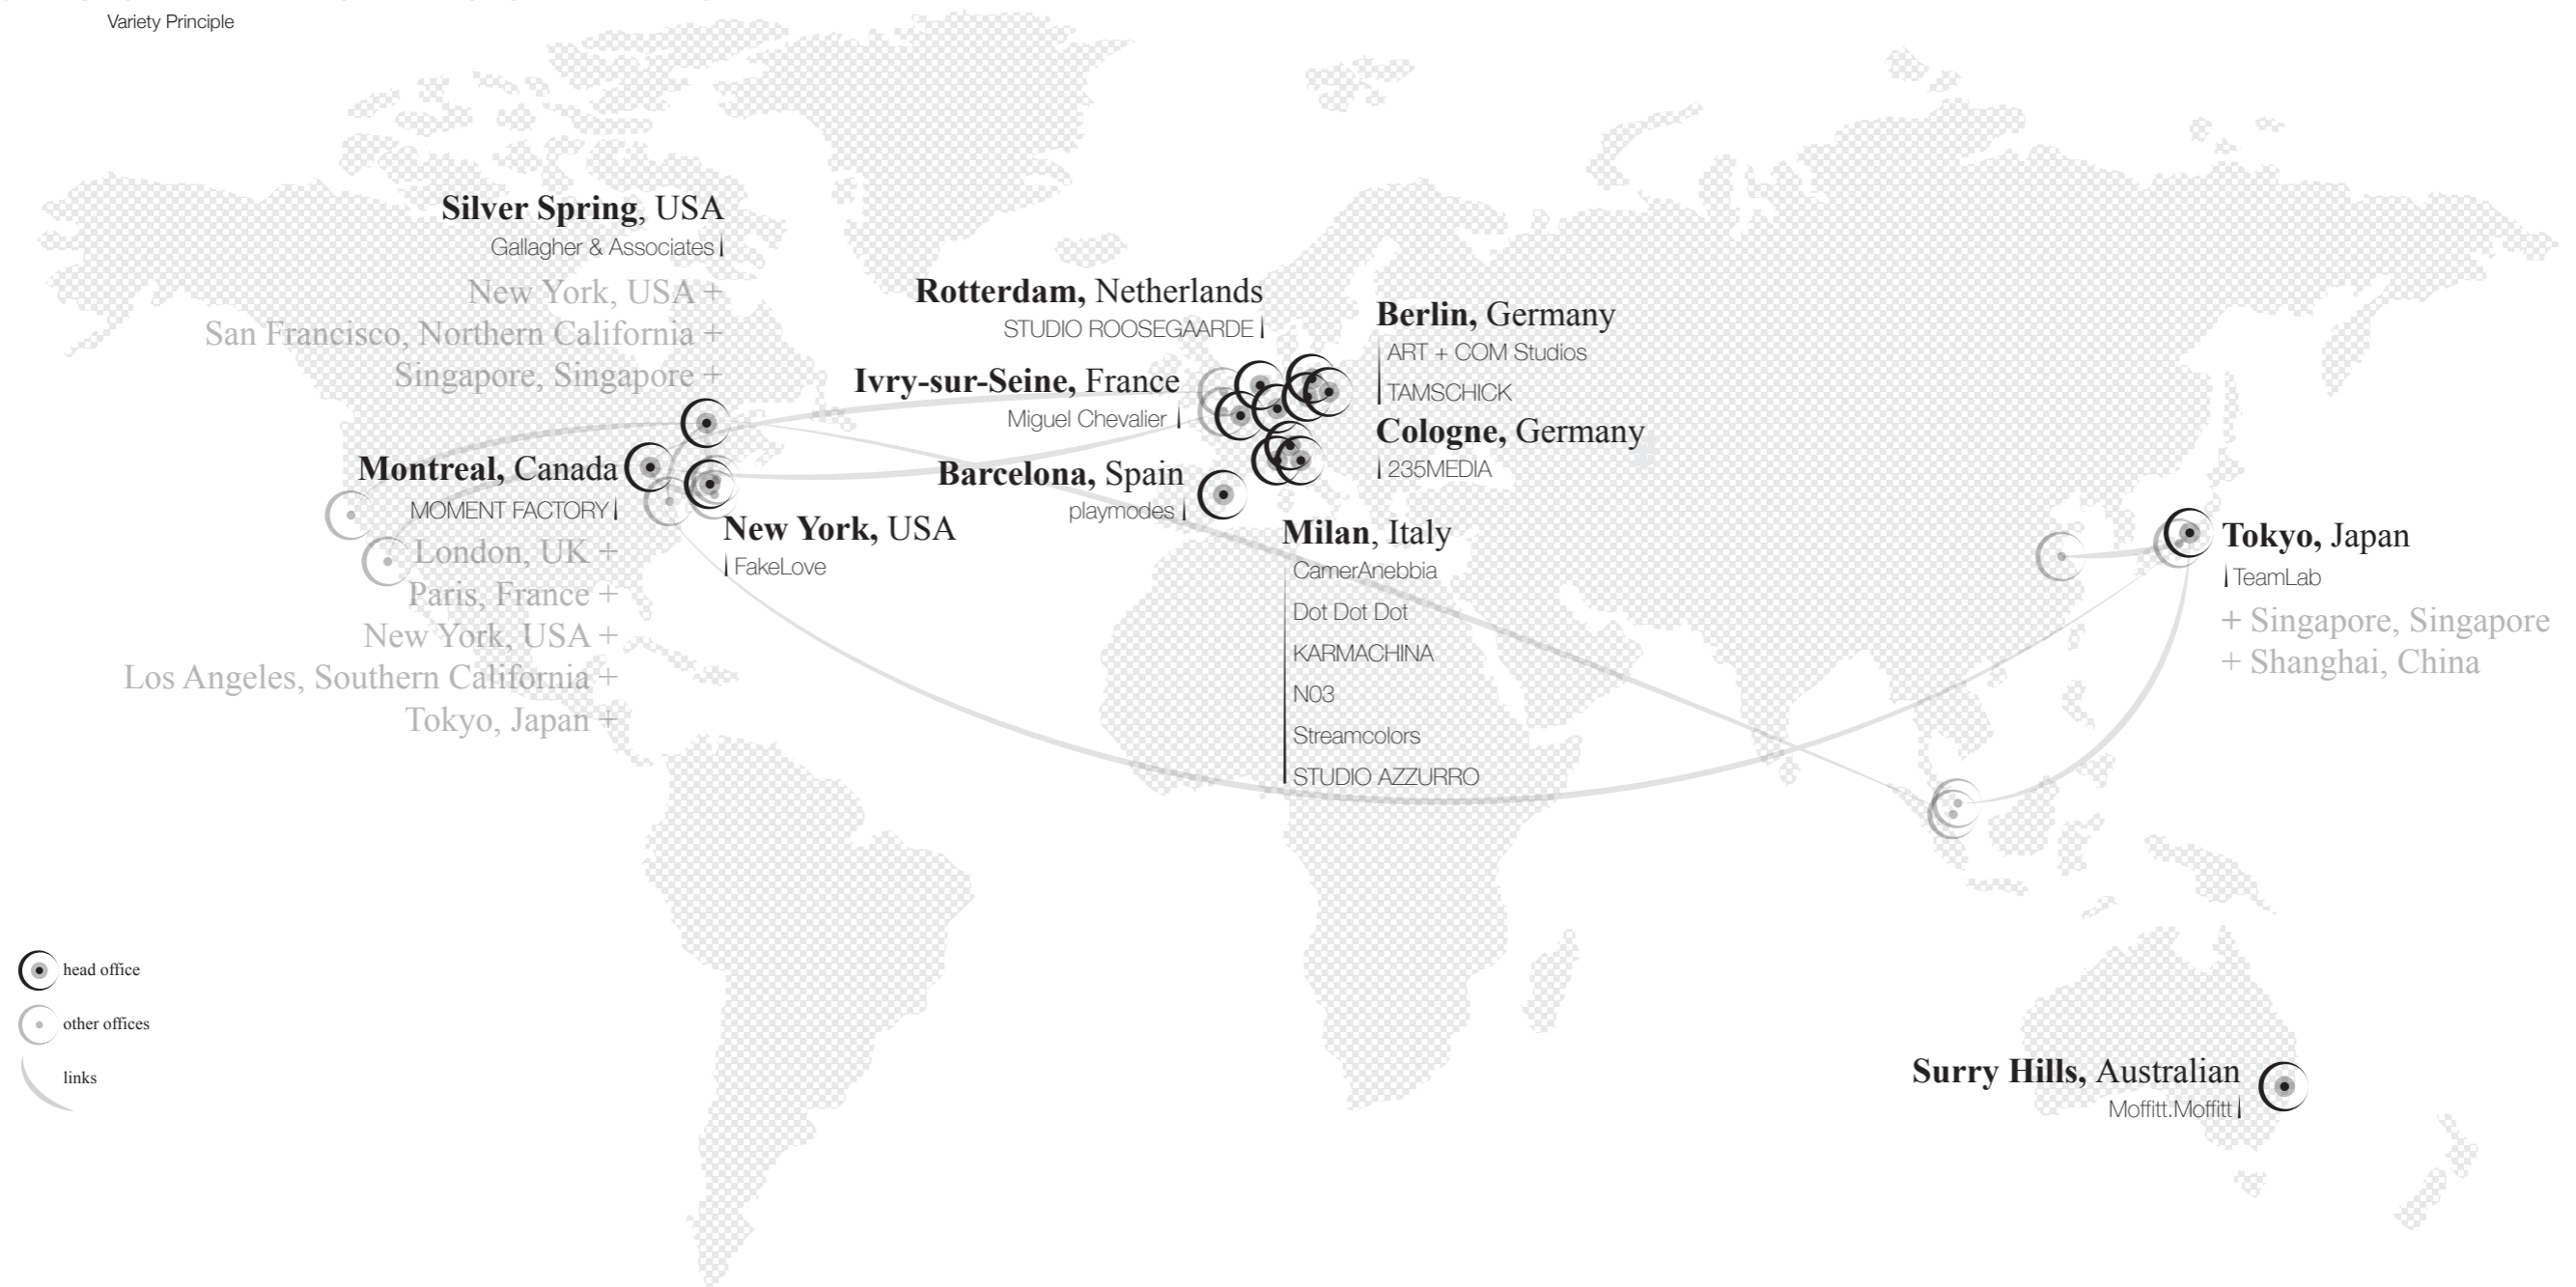 Variety Principle
Silver Spring, USA
Gallagher & Associates
New York, USA +
San Francisco, Northern California +
Singapore, Singapore +
Montreal, Canada
MOMENT FACTORY
London, UK +
Paris, France +
New York, USA +
Los Angeles, Southern California +
Tokyo, Japan +
New York, USA
FakeLove
Rotterdam, Netherlands
STUDIO ROOSEGAARDE
Ivry-sur-Seine, France
Miguel Chevalier
Barcelona, Spain
playmodes
Berlin, Germany
ART + COM Studios
TAMSCHICK
Cologne, Germany
235MEDIA
Milan, Italy
CamerAnebbia
Dot Dot Dot
KARMACHINA
N03
Streamcolors
STUDIO AZZURRO
Tokyo, Japan
TeamLab
+ Singapore, Singapore
+ Shanghai, China
Surry Hills, Australian
Moffitt.Moffitt
head office
other offices
links